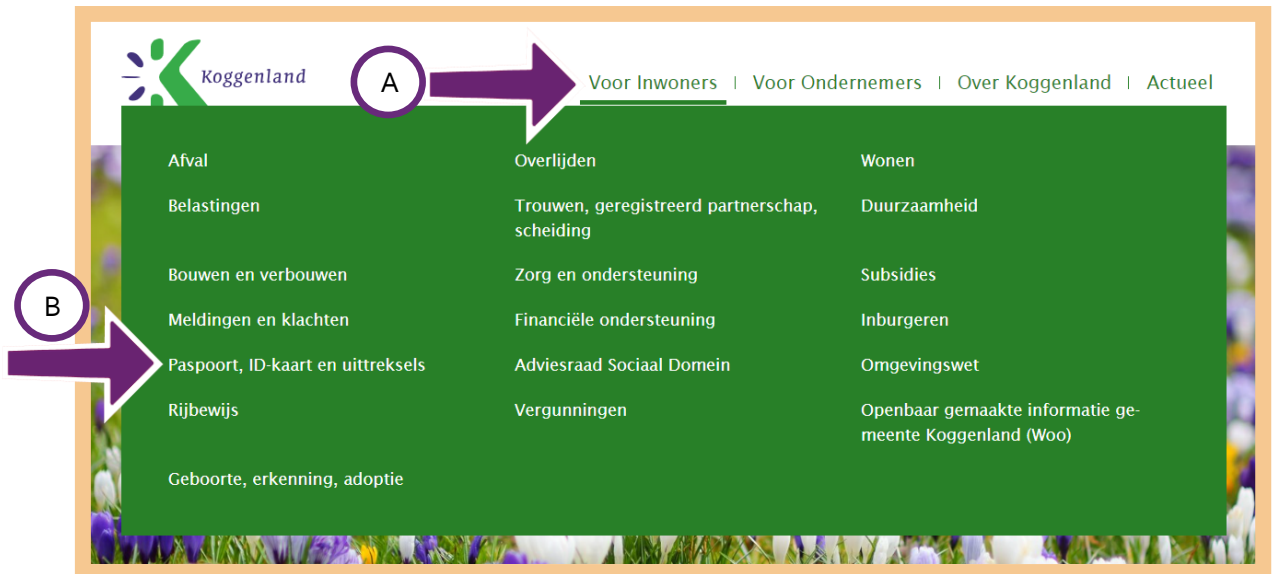 Koggenland
A
Voor Inwoners | Voor Ondernemers | Over Koggenland | Actueel
Afval
Overlijden
Wonen
Belastingen
Trouwen, geregistreerd partnerschap,
scheiding
Duurzaamheid
Bouwen en verbouwen
Zorg en ondersteuning
Subsidies
B
Meldingen en klachten
Financiële ondersteuning
Inburgeren
Paspoort, ID-kaart en uittreksels
Adviesraad Sociaal Domein
Omgevingswet
Rijbewijs
Vergunningen
Openbaar gemaakte informatie ge-
meente Koggenland (Woo)
Geboorte, erkenning, adoptie